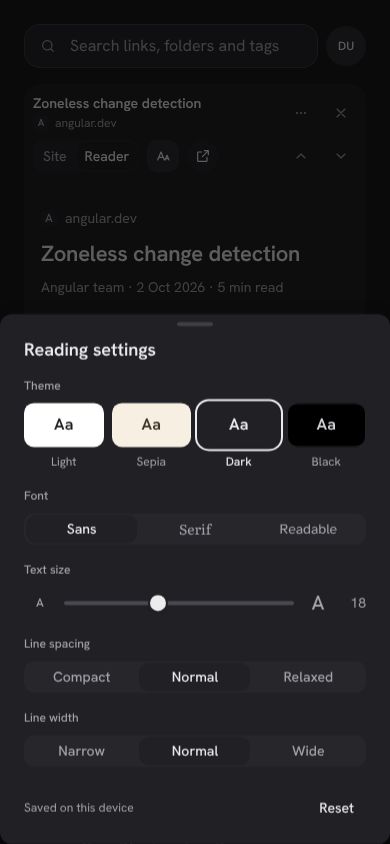 Search links, folders and tags
DU
Zoneless change detection
A angular.dev
Site Reader AA
A angular.dev
Zoneless change detection
Angular team · 2 Oct 2026 · 5 min read
Reading settings
Theme
Aa Aa Aa Aa
Light Sepia Dark Black
Font
Sans Serif Readable
Text size
A A 18
Line spacing
Compact Normal Relaxed
Line width
Narrow Normal Wide
Saved on this device Reset